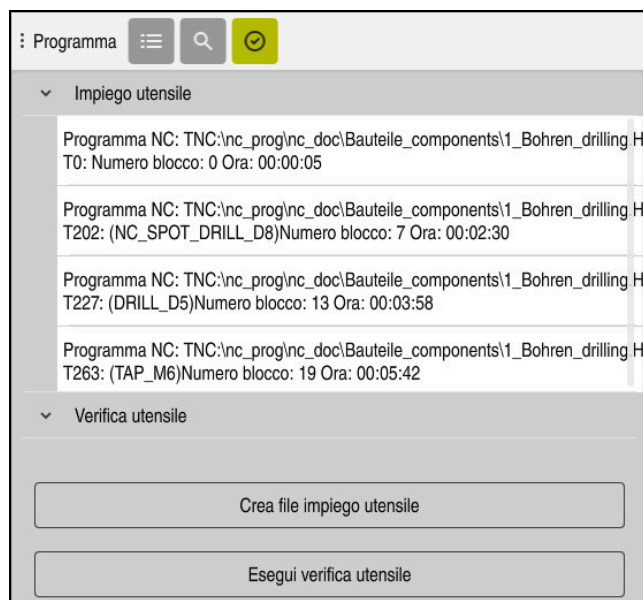 Programma
Impiego utensile
Programma NC: TNC:\nc_prog\nc_doc\Bauteile_components\1_Bohren_drilling.H
T0: Numero blocco: 0 Ora: 00:00:05
Programma NC: TNC:\nc_prog\nc_doc\Bauteile_components\1_Bohren_drilling.H
T202: (NC_SPOT_DRILL_D8)Numero blocco: 7 Ora: 00:02:30
Programma NC: TNC:\nc_prog\nc_doc\Bauteile_components\1_Bohren_drilling.H
T227: (DRILL_D5)Numero blocco: 13 Ora: 00:03:58
Programma NC: TNC:\nc_prog\nc_doc\Bauteile_components\1_Bohren_drilling.H
T263: (TAP_M6)Numero blocco: 19 Ora: 00:05:42
Verifica utensile
Crea file impiego utensile
Esegui verifica utensile